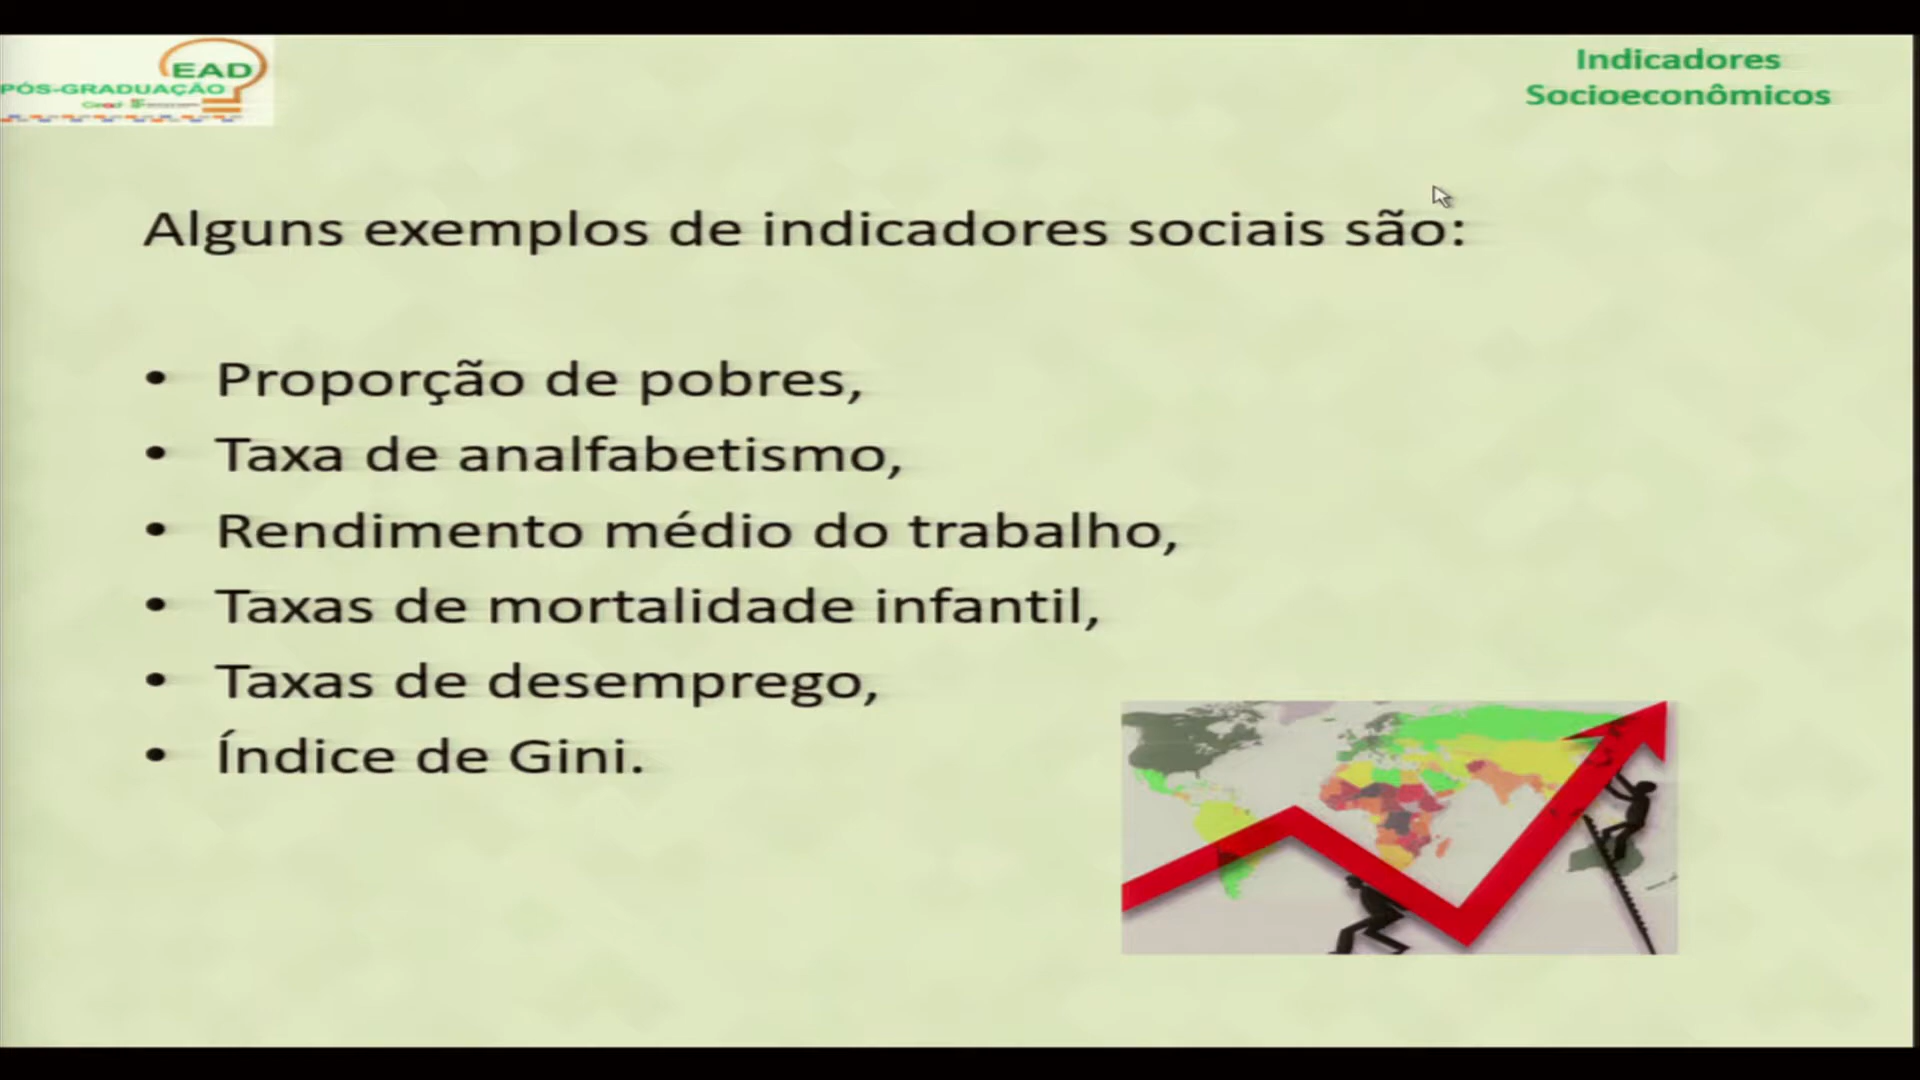 EAD
PÓS-GRADUAÇÃO
Indicadores
Socioeconômicos
Alguns exemplos de indicadores sociais são:
• Proporção de pobres,
• Taxa de analfabetismo,
• Rendimento médio do trabalho,
• Taxas de mortalidade infantil,
• Taxas de desemprego,
• Índice de Gini.